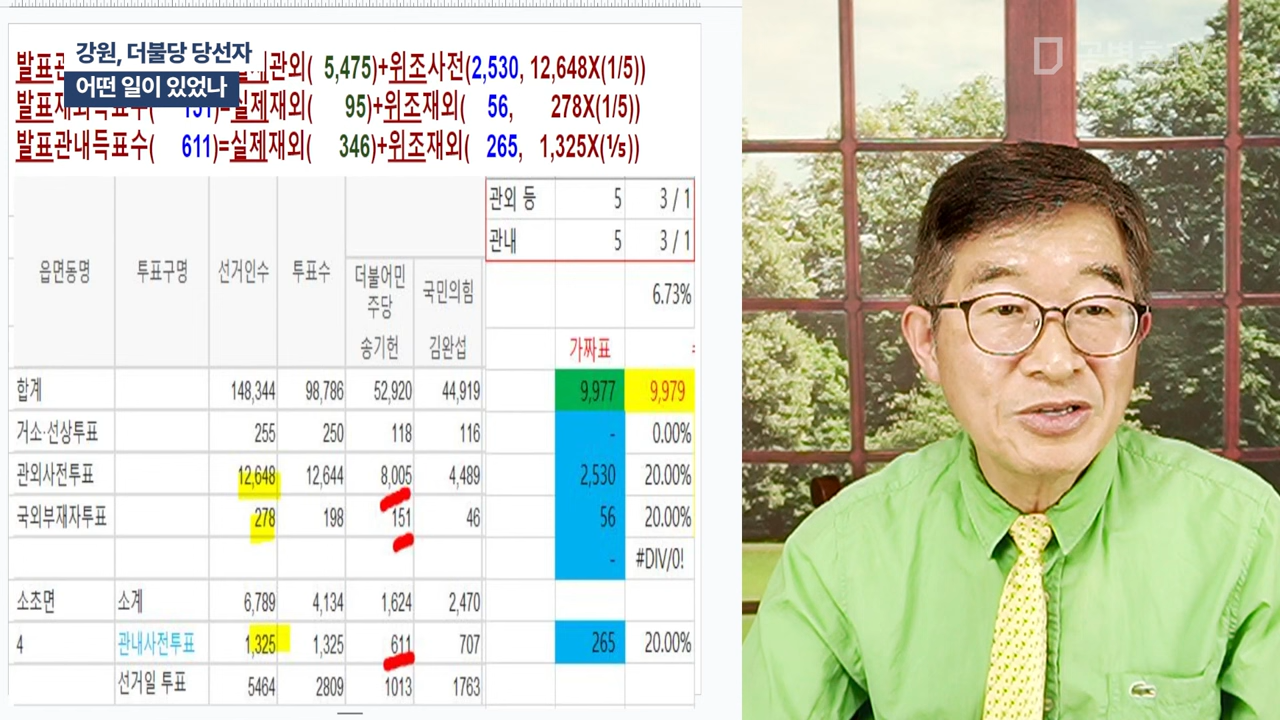 강원, 더불당 당선자
어떤 일이 있었나
발표관 관외( 5,475)+위조사전(2,530, 12,648X(1/5))
발표재외득표수( 151)=실제재외( 95)+위조재외( 56, 278X(1/5))
발표관내득표수( 611)=실제재외( 346)+위조재외( 265, 1,325X(⅕))
관외 등 5 3 / 1
관내 5 3 / 1
6.73%
읍면동명 투표구명 선거인수 투표수 더불어민주당 송기헌 국민의힘 김완섭 가짜표
합계 148,344 98,786 52,920 44,919 9,977 9,979
거소·선상투표 255 250 118 116 - 0.00%
관외사전투표 12,648 12,644 8,005 4,489 2,530 20.00%
국외부재자투표 278 198 151 46 56 20.00%
- #DIV/0!
소초면 소계 6,789 4,134 1,624 2,470
4 관내사전투표 1,325 1,325 611 707 265 20.00%
선거일 투표 5464 2809 1013 1763